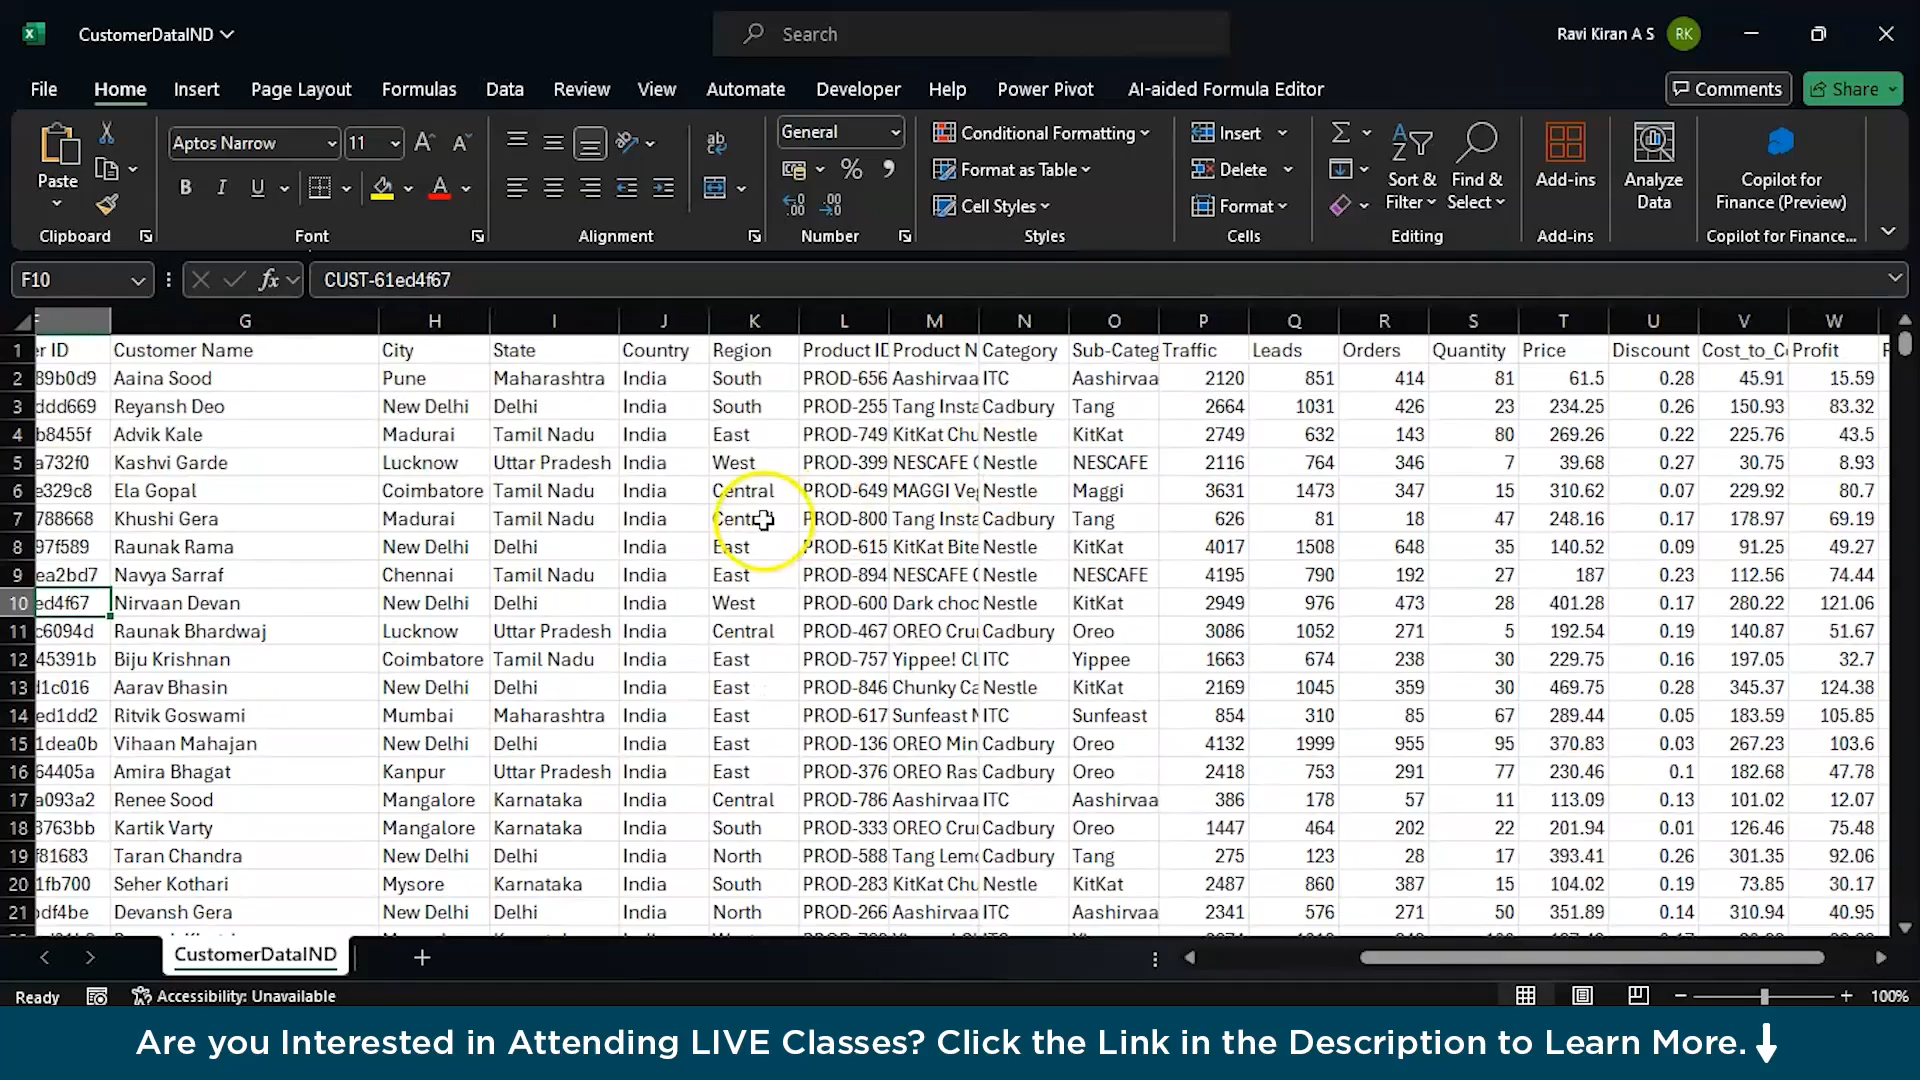 CustomerDataIND
Search
Ravi Kiran A S RK
File Home Insert Page Layout Formulas Data Review View Automate Developer Help Power Pivot AI-aided Formula Editor Comments Share
Paste Aptos Narrow 11 General Conditional Formatting Insert
Format as Table Delete Sort & Find & Add-ins Analyze Copilot for
B I U A Cell Styles Format Filter Select Data Finance (Preview)
Clipboard Font Alignment Number Styles Cells Editing Add-ins Copilot for Finance...
F10 fx CUST-61ed4f67
G H I J K L M N O P Q R S T U V W
1 r ID Customer Name City State Country Region Product ID Product N Category Sub-Categ Traffic Leads Orders Quantity Price Discount Cost_to_C Profit
2 89b0d9 Aaina Sood Pune Maharashtra India South PROD-656 Aashirvaa ITC Aashirvaa 2120 851 414 81 61.5 0.28 45.91 15.59
3 ddd669 Reyansh Deo New Delhi Delhi India South PROD-255 Tang Insta Cadbury Tang 2664 1031 426 23 234.25 0.26 150.93 83.32
4 b8455f Advik Kale Madurai Tamil Nadu India East PROD-749 KitKat Chu Nestle KitKat 2749 632 143 80 269.26 0.22 225.76 43.5
5 a732f0 Kashvi Garde Lucknow Uttar Pradesh India West PROD-399 NESCAFE Nestle NESCAFE 2116 764 346 7 39.68 0.27 30.75 8.93
6 e329c8 Ela Gopal Coimbatore Tamil Nadu India Central PROD-649 MAGGI Veg Nestle Maggi 3631 1473 347 15 310.62 0.07 229.92 80.7
7 788668 Khushi Gera Madurai Tamil Nadu India Central PROD-800 Tang Insta Cadbury Tang 626 81 18 47 248.16 0.17 178.97 69.19
8 97f589 Raunak Rama New Delhi Delhi India East PROD-615 KitKat Bite Nestle KitKat 4017 1508 648 35 140.52 0.09 91.25 49.27
9 ea2bd7 Navya Sarraf Chennai Tamil Nadu India East PROD-894 NESCAFE Nestle NESCAFE 4195 790 192 27 187 0.23 112.56 74.44
10 ed4f67 Nirvaan Devan New Delhi Delhi India West PROD-600 Dark choc Nestle KitKat 2949 976 473 28 401.28 0.17 280.22 121.06
11 c6094d Raunak Bhardwaj Lucknow Uttar Pradesh India Central PROD-467 OREO Crun Cadbury Oreo 3086 1052 271 5 192.54 0.19 140.87 51.67
12 45391b Biju Krishnan Coimbatore Tamil Nadu India East PROD-757 Yippee! Cl ITC Yippee 1663 674 238 30 229.75 0.16 197.05 32.7
13 d1c016 Aarav Bhasin New Delhi Delhi India East PROD-846 Chunky Ca Nestle KitKat 2169 1045 359 30 469.75 0.28 345.37 124.38
14 ed1dd2 Ritvik Goswami Mumbai Maharashtra India East PROD-617 Sunfeast ITC Sunfeast 854 310 85 67 289.44 0.05 183.59 105.85
15 1dea0b Vihaan Mahajan New Delhi Delhi India East PROD-136 OREO Min Cadbury Oreo 4132 1999 955 95 370.83 0.03 267.23 103.6
16 64405a Amira Bhagat Kanpur Uttar Pradesh India East PROD-376 OREO Ras Cadbury Oreo 2418 753 291 77 230.46 0.1 182.68 47.78
17 a093a2 Renee Sood Mangalore Karnataka India Central PROD-786 Aashirvaa ITC Aashirvaa 386 178 57 11 113.09 0.13 101.02 12.07
18 3763bb Kartik Varty Mangalore Karnataka India South PROD-333 OREO Crun Cadbury Oreo 1447 464 202 22 201.94 0.01 126.46 75.48
19 f81683 Taran Chandra New Delhi Delhi India North PROD-588 Tang Lemo Cadbury Tang 275 123 28 17 393.41 0.26 301.35 92.06
20 1fb700 Seher Kothari Mysore Karnataka India South PROD-283 KitKat Chu Nestle KitKat 2487 860 387 15 104.02 0.19 73.85 30.17
21 df4be Devansh Gera New Delhi Delhi India North PROD-266 Aashirvaa ITC Aashirvaa 2341 576 271 50 351.89 0.14 310.94 40.95
CustomerDataIND
Ready Accessibility: Unavailable 100%
Are you Interested in Attending LIVE Classes? Click the Link in the Description to Learn More.